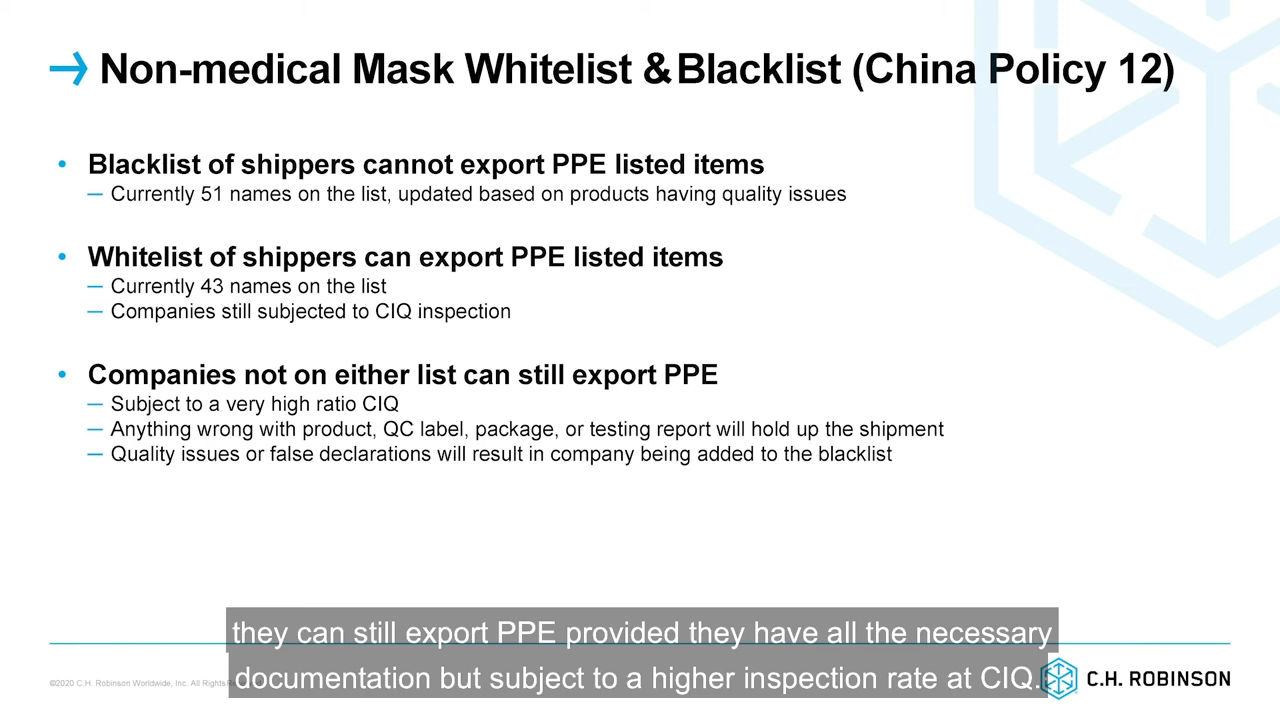 Non-medical Mask Whitelist & Blacklist (China Policy 12)
• Blacklist of shippers cannot export PPE listed items
— Currently 51 names on the list, updated based on products having quality issues
• Whitelist of shippers can export PPE listed items
— Currently 43 names on the list
— Companies still subjected to CIQ inspection
• Companies not on either list can still export PPE
— Subject to a very high ratio CIQ
— Anything wrong with product, QC label, package, or testing report will hold up the shipment
— Quality issues or false declarations will result in company being added to the blacklist
they can still export PPE provided they have all the necessary
documentation but subject to a higher inspection rate at CIQ.
©2020 C.H. Robinson Worldwide, Inc. All Rights
C.H. ROBINSON